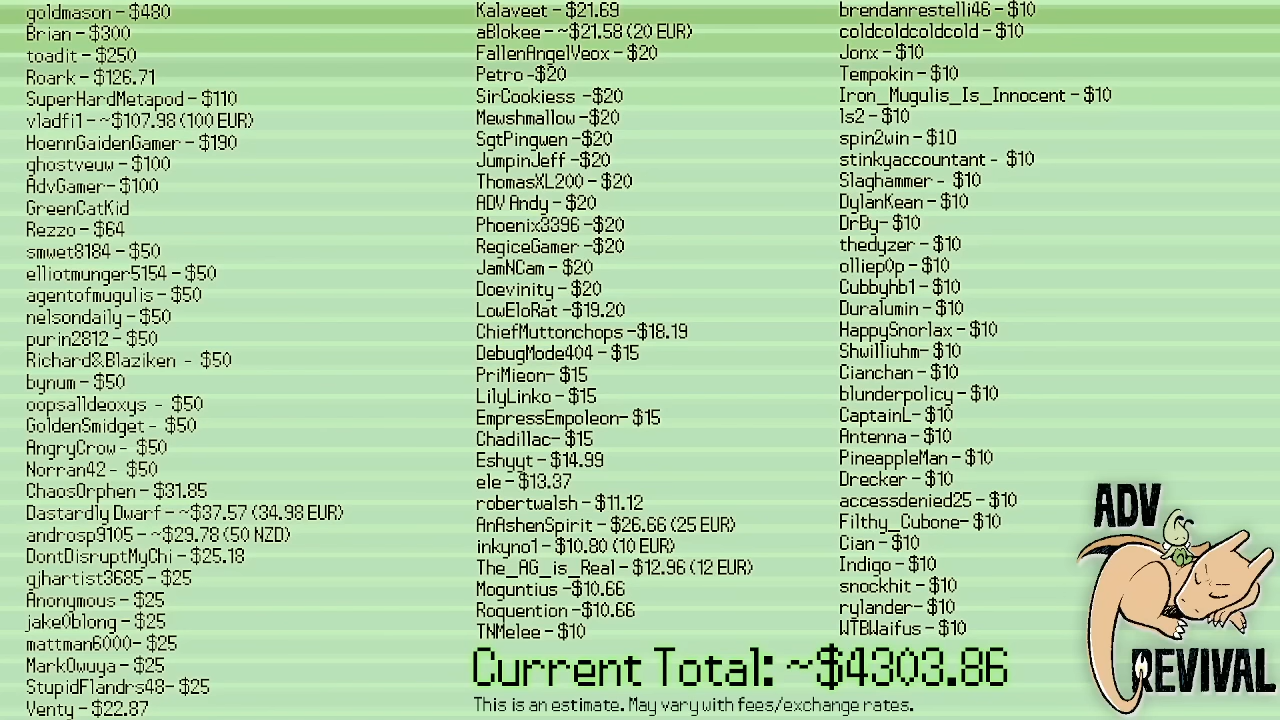 goldmason - $480
Brian - $300
toadit - $250
Roark - $126.71
SuperHardMetapod - $110
vladfi1 - ~$107.98 (100 EUR)
HoennGaidenGamer - $190
ghostveuw - $100
AdvGamer- $100
GreenCatKid
Rezzo - $64
smwet8184 - $50
elliotmunger5154 - $50
agentofmugulis - $50
nelsondaily - $50
purin2812 - $50
Richard&Blaziken - $50
bynum - $50
oopsalldeoxys - $50
GoldenSmidget - $50
AngryCrow - $50
Norran42 - $50
ChaosOrphen - $31.85
Dastardly Dwarf - ~$37.57 (34.98 EUR)
androsp9105 - ~$29.78 (50 NZD)
DontDisruptMyChi - $25.18
gjhartist3685 - $25
Anonymous - $25
jake0blong - $25
mattman6000- $25
MarkOwuya - $25
StupidFlandrs48- $25
Venty - $22.87
Kalaveet - $21.69
aBlokee - ~$21.58 (20 EUR)
FallenAngelVeox - $20
Petro -$20
SirCookiess -$20
Mewshmallow -$20
SgtPingwen -$20
JumpinJeff -$20
ThomasXL200 - $20
ADV Andy - $20
Phoenix3396 -$20
RegiceGamer -$20
JamNCam - $20
Doevinity - $20
LowEloRat -$19.20
ChiefMuttonchops -$18.19
DebugMode404 - $15
PriMieon- $15
LilyLinko - $15
EmpressEmpoleon- $15
Chadillac- $15
Eshyyt - $14.99
ele - $13.37
robertwalsh - $11.12
AnAshenSpirit - $26.66 (25 EUR)
inkyno1 - $10.80 (10 EUR)
The_AG_is_Real - $12.96 (12 EUR)
Moguntius -$10.66
Roquention -$10.66
TNMelee - $10
brendanrestelli46 - $10
coldcoldcoldcold - $10
Jonx - $10
Tempokin - $10
Iron_Mugulis_Is_Innocent - $10
ls2 - $10
spin2win - $10
stinkyaccountant - $10
Slaghammer - $10
DylanKean - $10
DrBy- $10
thedyzer - $10
olliep0p - $10
Cubbyhb1 - $10
Duralumin - $10
HappySnorlax - $10
Shwilliuhm- $10
Cianchan - $10
blunderpolicy - $10
CaptainL- $10
Antenna - $10
PineappleMan - $10
Drecker - $10
accessdenied25 - $10
Filthy_Cubone- $10
Cian - $10
Indigo - $10
snockhit - $10
rylander- $10
WTBWaifus - $10
Current Total: ~$4303.86
This is an estimate. May vary with fees/exchange rates.
ADV
REVIVAL